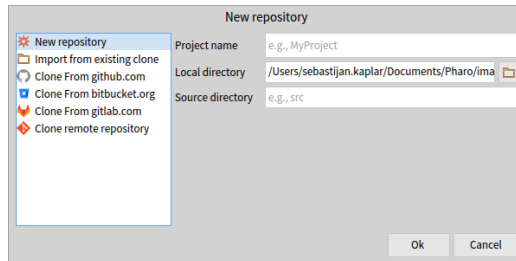 New repository
New repository
Import from existing clone
Clone From github.com
Clone From bitbucket.org
Clone From gitlab.com
Clone remote repository
Project name e.g., MyProject
Local directory /Users/sebastijan.kaplar/Documents/Pharo/ima
Source directory e.g., src
Ok Cancel